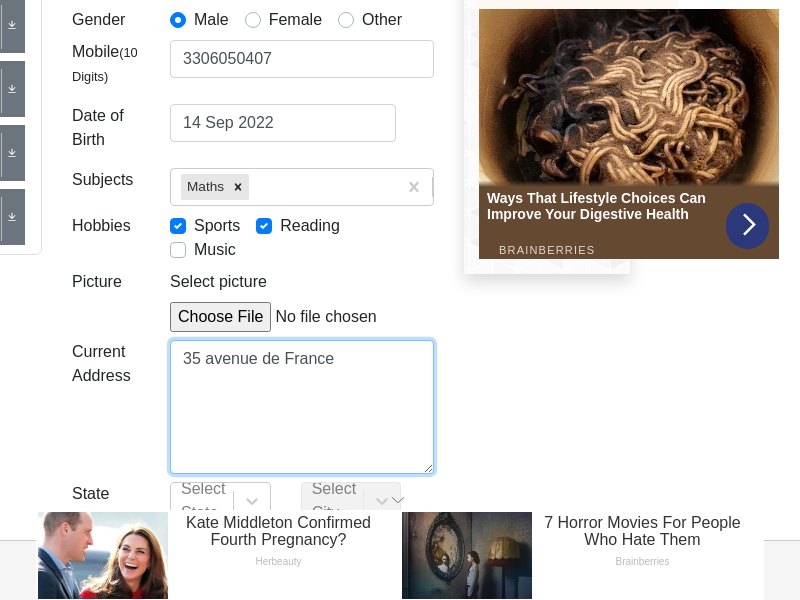 Gender
Male
Female
Other
Mobile(10 Digits)
3306050407
Date of Birth
14 Sep 2022
Subjects
Maths
Hobbies
Sports
Reading
Music
Picture
Select picture
Choose File No file chosen
Current Address
35 avenue de France
State
Select
Select
Ways That Lifestyle Choices Can
Improve Your Digestive Health
BRAINBERRIES
Kate Middleton Confirmed
Fourth Pregnancy?
Herbeauty
7 Horror Movies For People
Who Hate Them
Brainberries